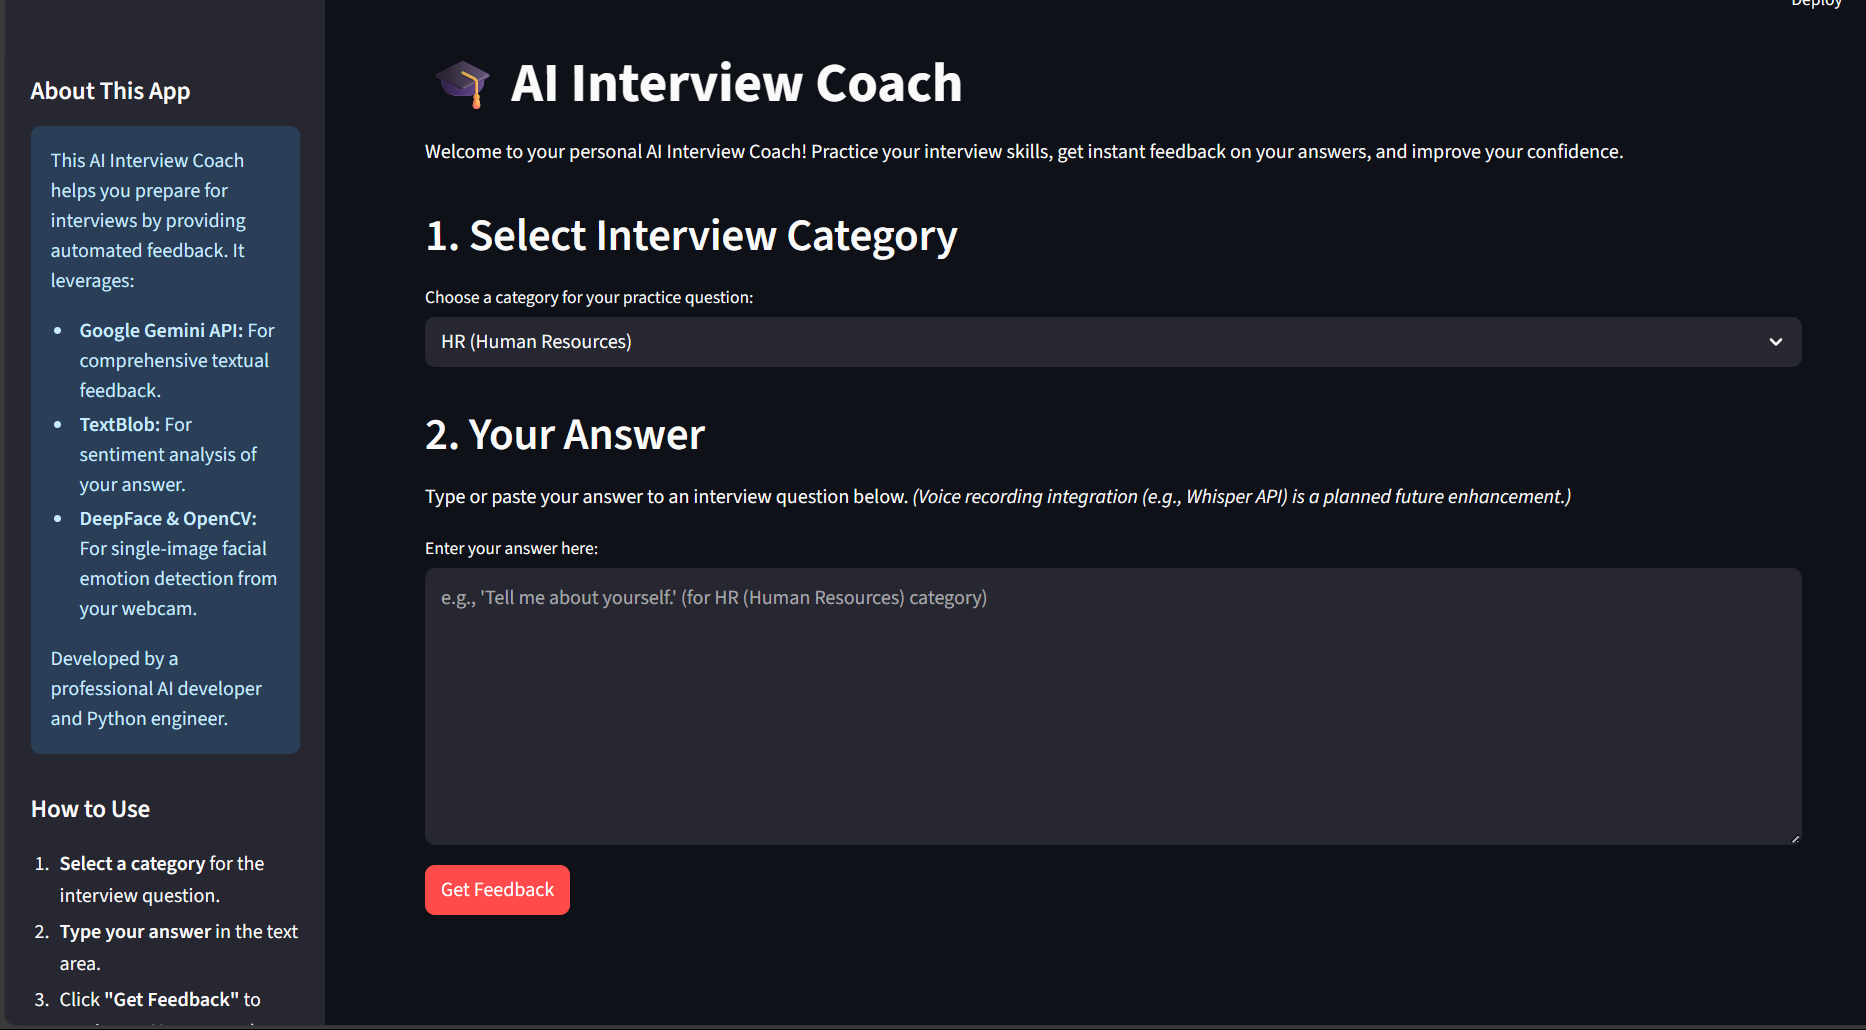 Deploy
About This App
This AI Interview Coach
helps you prepare for
interviews by providing
automated feedback. It
leverages:
• Google Gemini API: For
comprehensive textual
feedback.
• TextBlob: For
sentiment analysis of
your answer.
• DeepFace & OpenCV:
For single-image facial
emotion detection from
your webcam.
Developed by a
professional AI developer
and Python engineer.
How to Use
1. Select a category for the
interview question.
2. Type your answer in the text
area.
3. Click "Get Feedback" to
AI Interview Coach
Welcome to your personal AI Interview Coach! Practice your interview skills, get instant feedback on your answers, and improve your confidence.
1. Select Interview Category
Choose a category for your practice question:
HR (Human Resources)
2. Your Answer
Type or paste your answer to an interview question below. (Voice recording integration (e.g., Whisper API) is a planned future enhancement.)
Enter your answer here:
e.g., 'Tell me about yourself.' (for HR (Human Resources) category)
Get Feedback